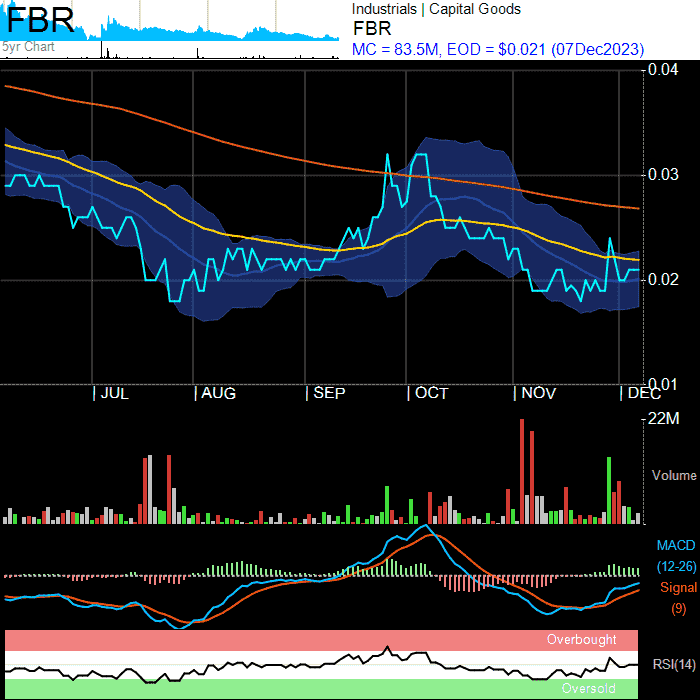 FBR
5yr Chart
Industrials | Capital Goods
FBR
MC = 83.5M, EOD = $0.021 (07Dec2023)
0.04
0.03
0.02
0.01
JUL AUG SEP OCT NOV DEC
22M
Volume
MACD
(12-26)
Signal
(9)
Overbought
RSI(14)
Oversold